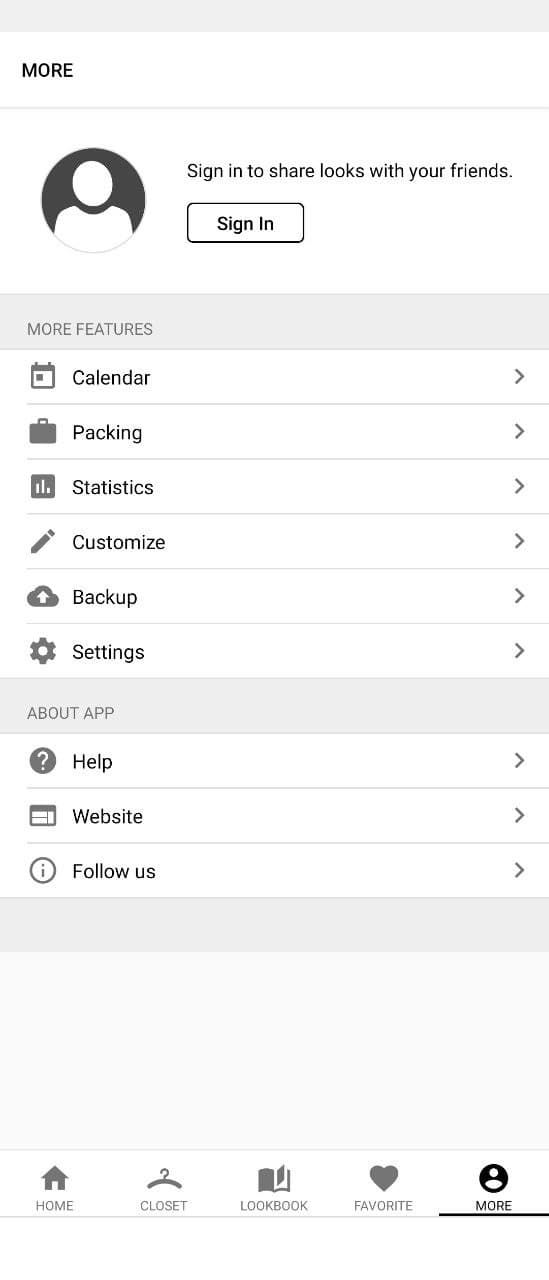 MORE
Sign in to share looks with your friends.
Sign In
MORE FEATURES
Calendar
Packing
Statistics
Customize
Backup
Settings
ABOUT APP
Help
Website
Follow us
HOME CLOSET LOOKBOOK FAVORITE MORE